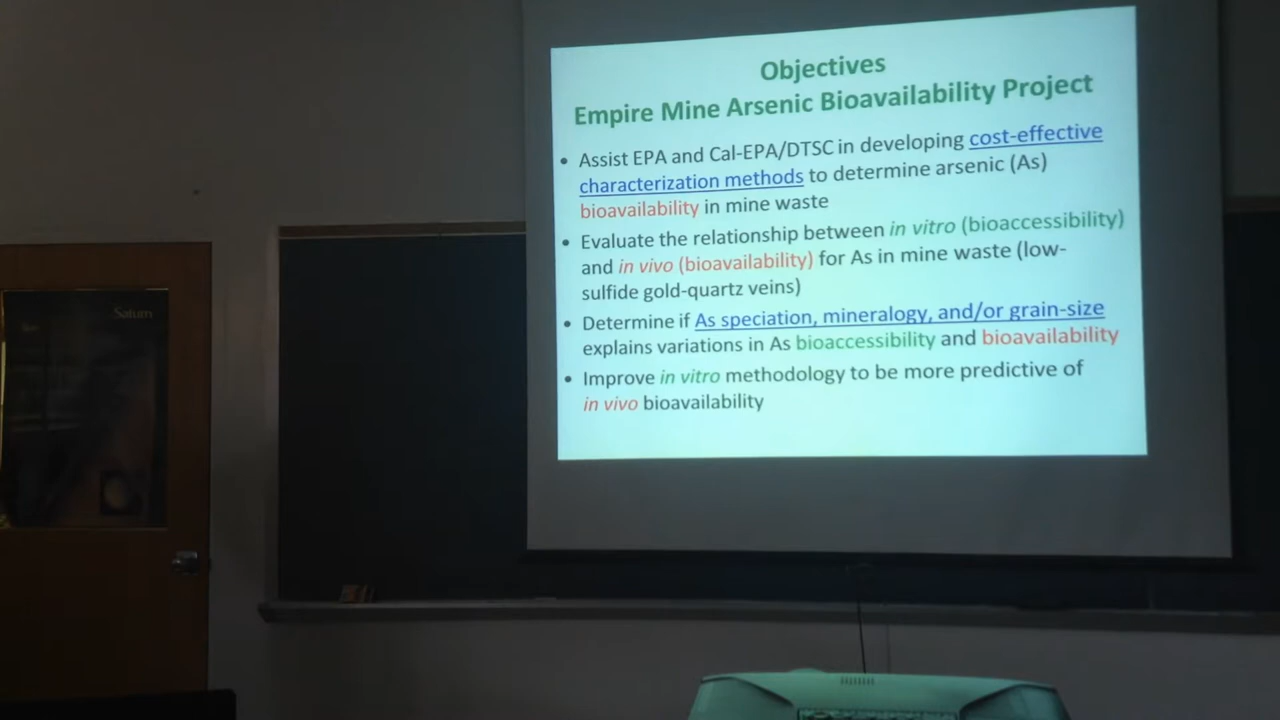 Objectives
Empire Mine Arsenic Bioavailability Project
• Assist EPA and Cal-EPA/DTSC in developing cost-effective
characterization methods to determine arsenic (As)
bioavailability in mine waste
• Evaluate the relationship between in vitro (bioaccessibility)
and in vivo (bioavailability) for As in mine waste (low-
sulfide gold-quartz veins)
• Determine if As speciation, mineralogy, and/or grain-size
explains variations in As bioaccessibility and bioavailability
• Improve in vitro methodology to be more predictive of
in vivo bioavailability
Saturn